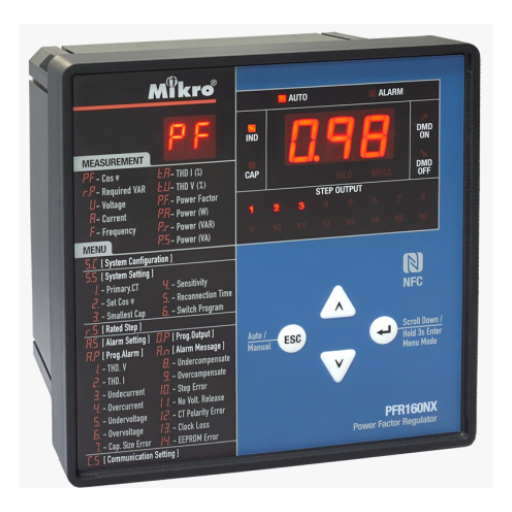 Mikro®
PF
MEASUREMENT
PF - Cos φ
r.P - Required VAR
U - Voltage
A - Current
F - Frequency
t.A - THD I (%)
t.U - THD V (%)
PF. - Power Factor
PA - Power (W)
Pr - Power (VAR)
PS - Power (VA)
MENU
S.C [ System Configuration ]
S.S [ System Setting ]
1 - Primary.CT
2 - Set Cos φ
3. - Smallest Cap
4. - Sensitivity
5. - Reconnection Time
6. - Switch Program
r.S [ Rated Step ]
A.S [ Alarm Setting ]
A.P [ Prog.Alarm ]
1 - THD. V
2. - THD. I
3. - Undecurrent
4. - Overcurrent
5. - Undervoltage
6. - Overvoltage
7. - Cap. Size Error
O.P [ Prog.Output ]
A.n [ Alarm Message ]
8. - Undercompensate
9. - Overcompensate
10. - Step Error
11. - No Volt. Release
12. - CT Polarity Error
13. - Clock Loss
14. - EEPROM Error
C.S [ Communication Setting ]
AUTO
ALARM
IND
CAP
0.98
DMD
ON
DMD
OFF
STEP OUTPUT
1 2 3 4 5 6 7 8
9 10 11 12 13 14 15 16
NFC
Auto /
Manual
ESC
Scroll Down /
Hold 3s Enter
Menu Mode
PFR160NX
Power Factor Regulator